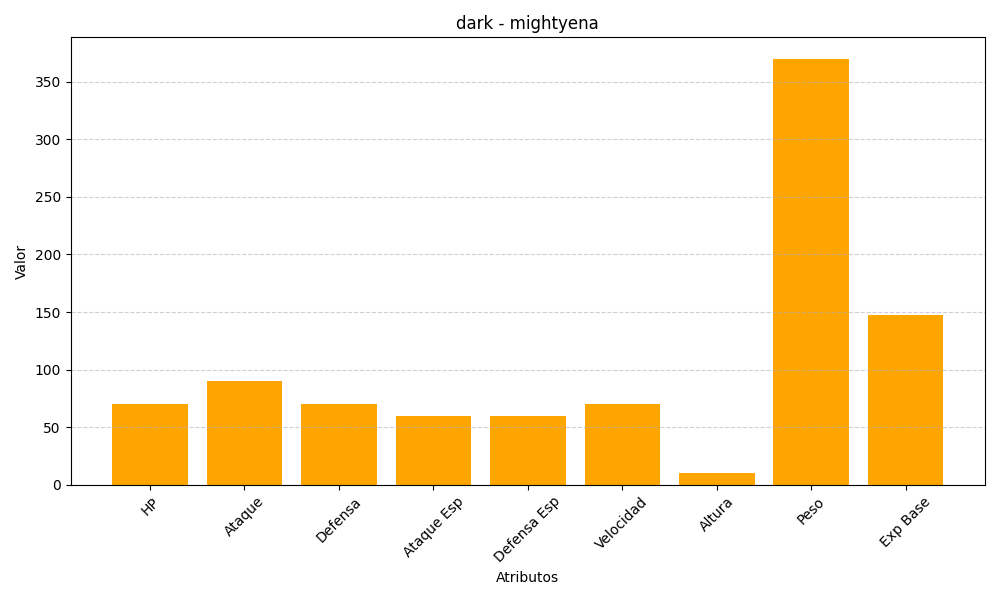 dark - mightyena
Valor
350
300
250
200
150
100
50
0
HP
Ataque
Defensa
Ataque Esp
Defensa Esp
Velocidad
Altura
Peso
Exp Base
Atributos